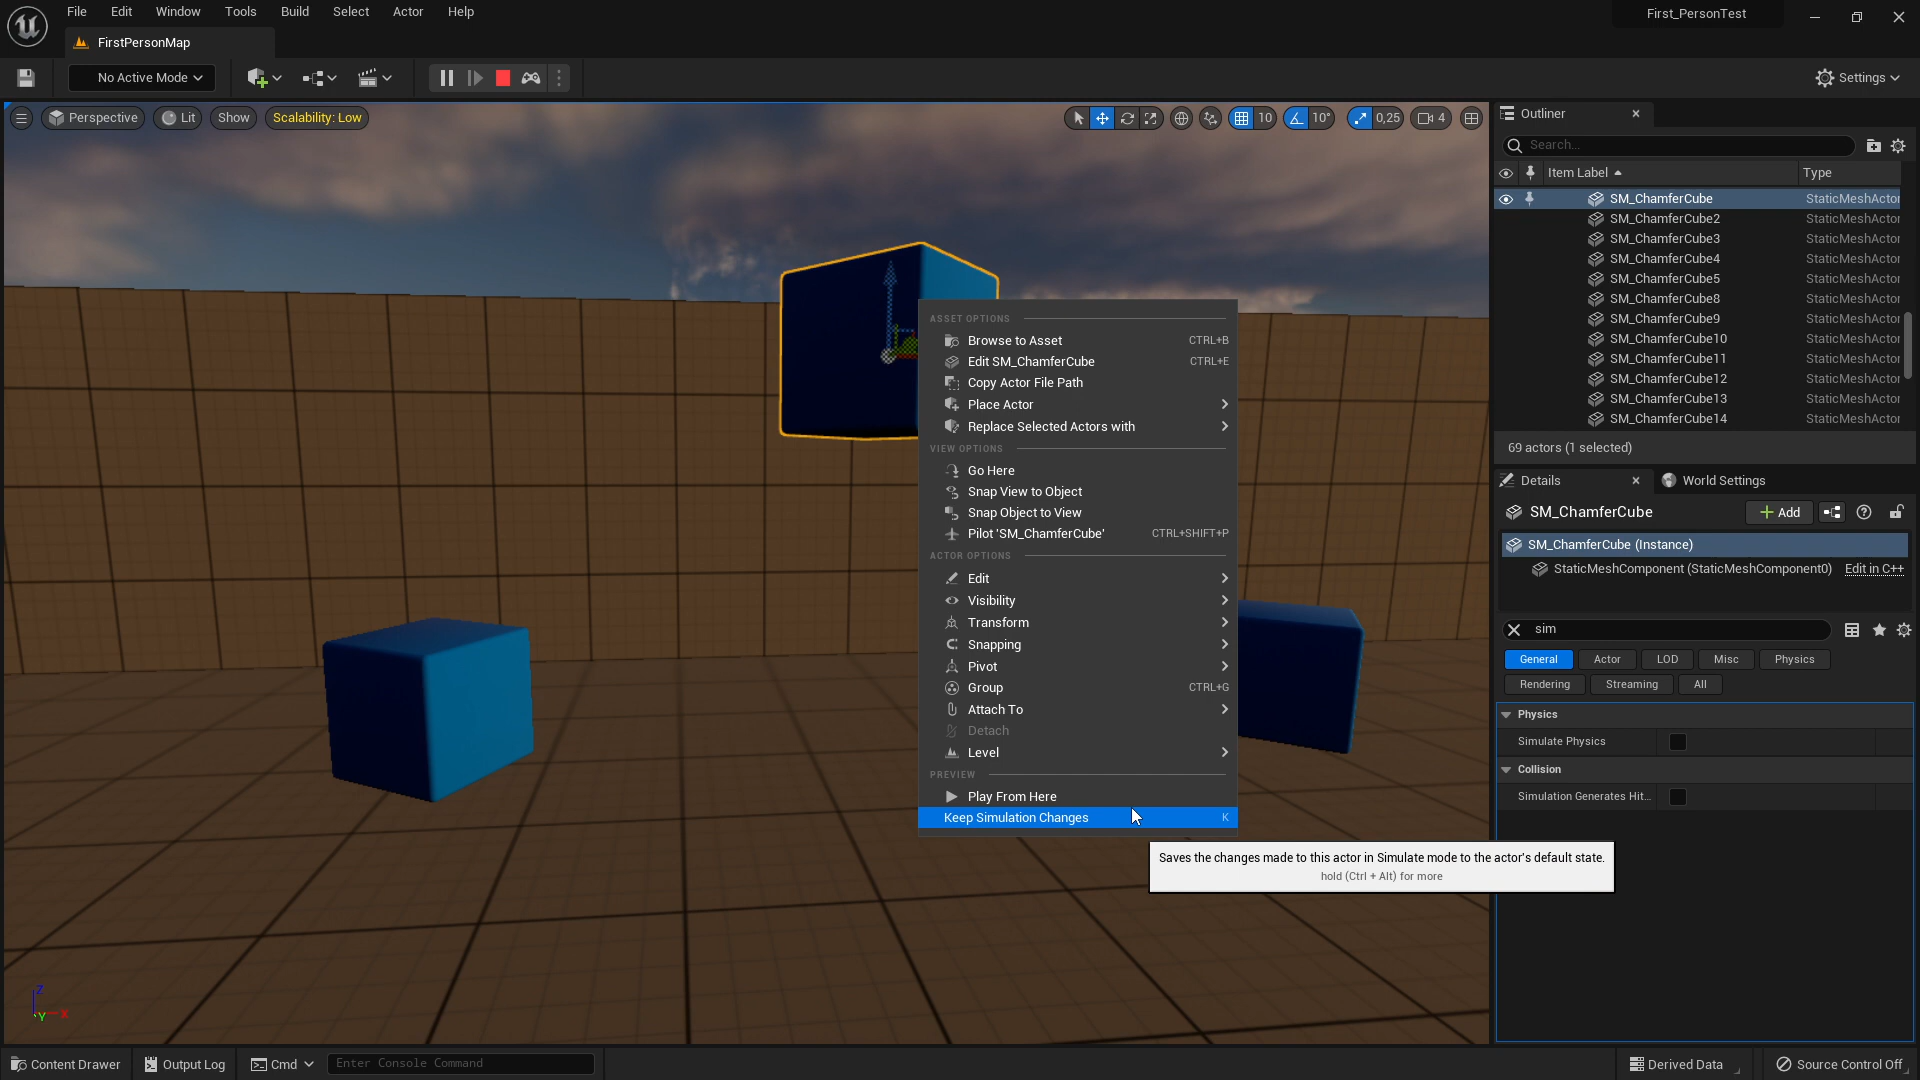 File Edit Window Tools Build Select Actor Help
First_PersonTest
FirstPersonMap
No Active Mode
Settings
Perspective Lit Show Scalability: Low
10 10° 0,25 4
Outliner
Search...
Item Label Type
SM_ChamferCube StaticMeshActor
SM_ChamferCube2 StaticMeshActor
SM_ChamferCube3 StaticMeshActor
SM_ChamferCube4 StaticMeshActor
SM_ChamferCube5 StaticMeshActor
SM_ChamferCube8 StaticMeshActor
SM_ChamferCube9 StaticMeshActor
SM_ChamferCube10 StaticMeshActor
SM_ChamferCube11 StaticMeshActor
SM_ChamferCube12 StaticMeshActor
SM_ChamferCube13 StaticMeshActor
SM_ChamferCube14 StaticMeshActor
69 actors (1 selected)
Details World Settings
SM_ChamferCube Add
SM_ChamferCube (Instance)
StaticMeshComponent (StaticMeshComponent0) Edit in C++
sim
General Actor LOD Misc Physics
Rendering Streaming All
Physics
Simulate Physics
Collision
Simulation Generates Hit...
ASSET OPTIONS
Browse to Asset CTRL+B
Edit SM_ChamferCube CTRL+E
Copy Actor File Path
Place Actor
Replace Selected Actors with
VIEW OPTIONS
Go Here
Snap View to Object
Snap Object to View
Pilot 'SM_ChamferCube' CTRL+SHIFT+P
ACTOR OPTIONS
Edit
Visibility
Transform
Snapping
Pivot
Group CTRL+G
Attach To
Detach
Level
PREVIEW
Play From Here
Keep Simulation Changes K
Saves the changes made to this actor in Simulate mode to the actor's default state.
hold (Ctrl + Alt) for more
Z
Y X
Content Drawer Output Log Cmd Enter Console Command
Derived Data Source Control Off